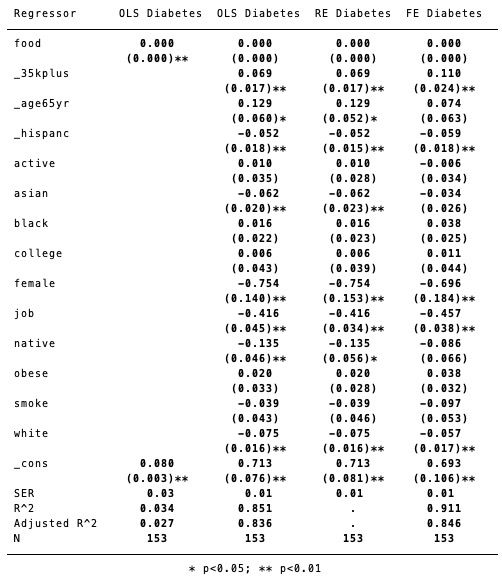 Regressor OLS Diabetes OLS Diabetes RE Diabetes FE Diabetes
food 0.000 0.000 0.000 0.000
(0.000)** (0.000) (0.000) (0.000)
_35kplus 0.069 0.069 0.110
(0.017)** (0.017)** (0.024)**
_age65yr 0.129 0.129 0.074
(0.060)* (0.052)* (0.063)
_hispanc -0.052 -0.052 -0.059
(0.018)** (0.015)** (0.018)**
active 0.010 0.010 -0.006
(0.035) (0.028) (0.034)
asian -0.062 -0.062 -0.034
(0.020)** (0.023)** (0.026)
black 0.016 0.016 0.038
(0.022) (0.023) (0.025)
college 0.006 0.006 0.011
(0.043) (0.039) (0.044)
female -0.754 -0.754 -0.696
(0.140)** (0.153)** (0.184)**
job -0.416 -0.416 -0.457
(0.045)** (0.034)** (0.038)**
native -0.135 -0.135 -0.086
(0.046)** (0.056)* (0.066)
obese 0.020 0.020 0.038
(0.033) (0.028) (0.032)
smoke -0.039 -0.039 -0.097
(0.043) (0.046) (0.053)
white -0.075 -0.075 -0.057
(0.016)** (0.016)** (0.017)**
_cons 0.080 0.713 0.713 0.693
(0.003)** (0.076)** (0.081)** (0.106)**
SER 0.03 0.01 0.01 0.01
R^2 0.034 0.851 . 0.911
Adjusted R^2 0.027 0.836 . 0.846
N 153 153 153 153
* p<0.05; ** p<0.01